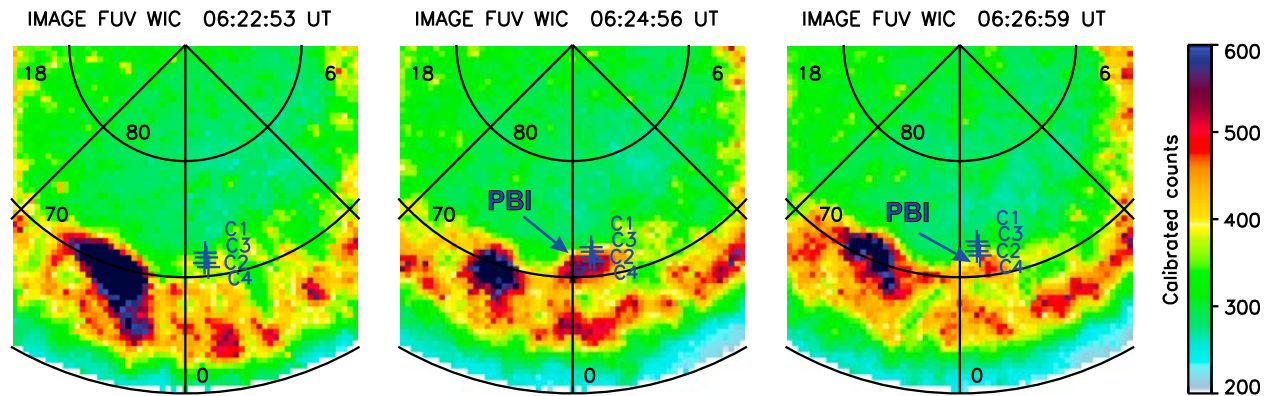 IMAGE FUV WIC 06:22:53 UT
18
6
80
70
C1
C3
C2
C4
0
IMAGE FUV WIC 06:24:56 UT
18
6
80
70
PBI
C1
C3
C2
C4
0
IMAGE FUV WIC 06:26:59 UT
18
6
80
70
PBI
C1
C3
C2
C4
0
Calibrated counts
600
500
400
300
200